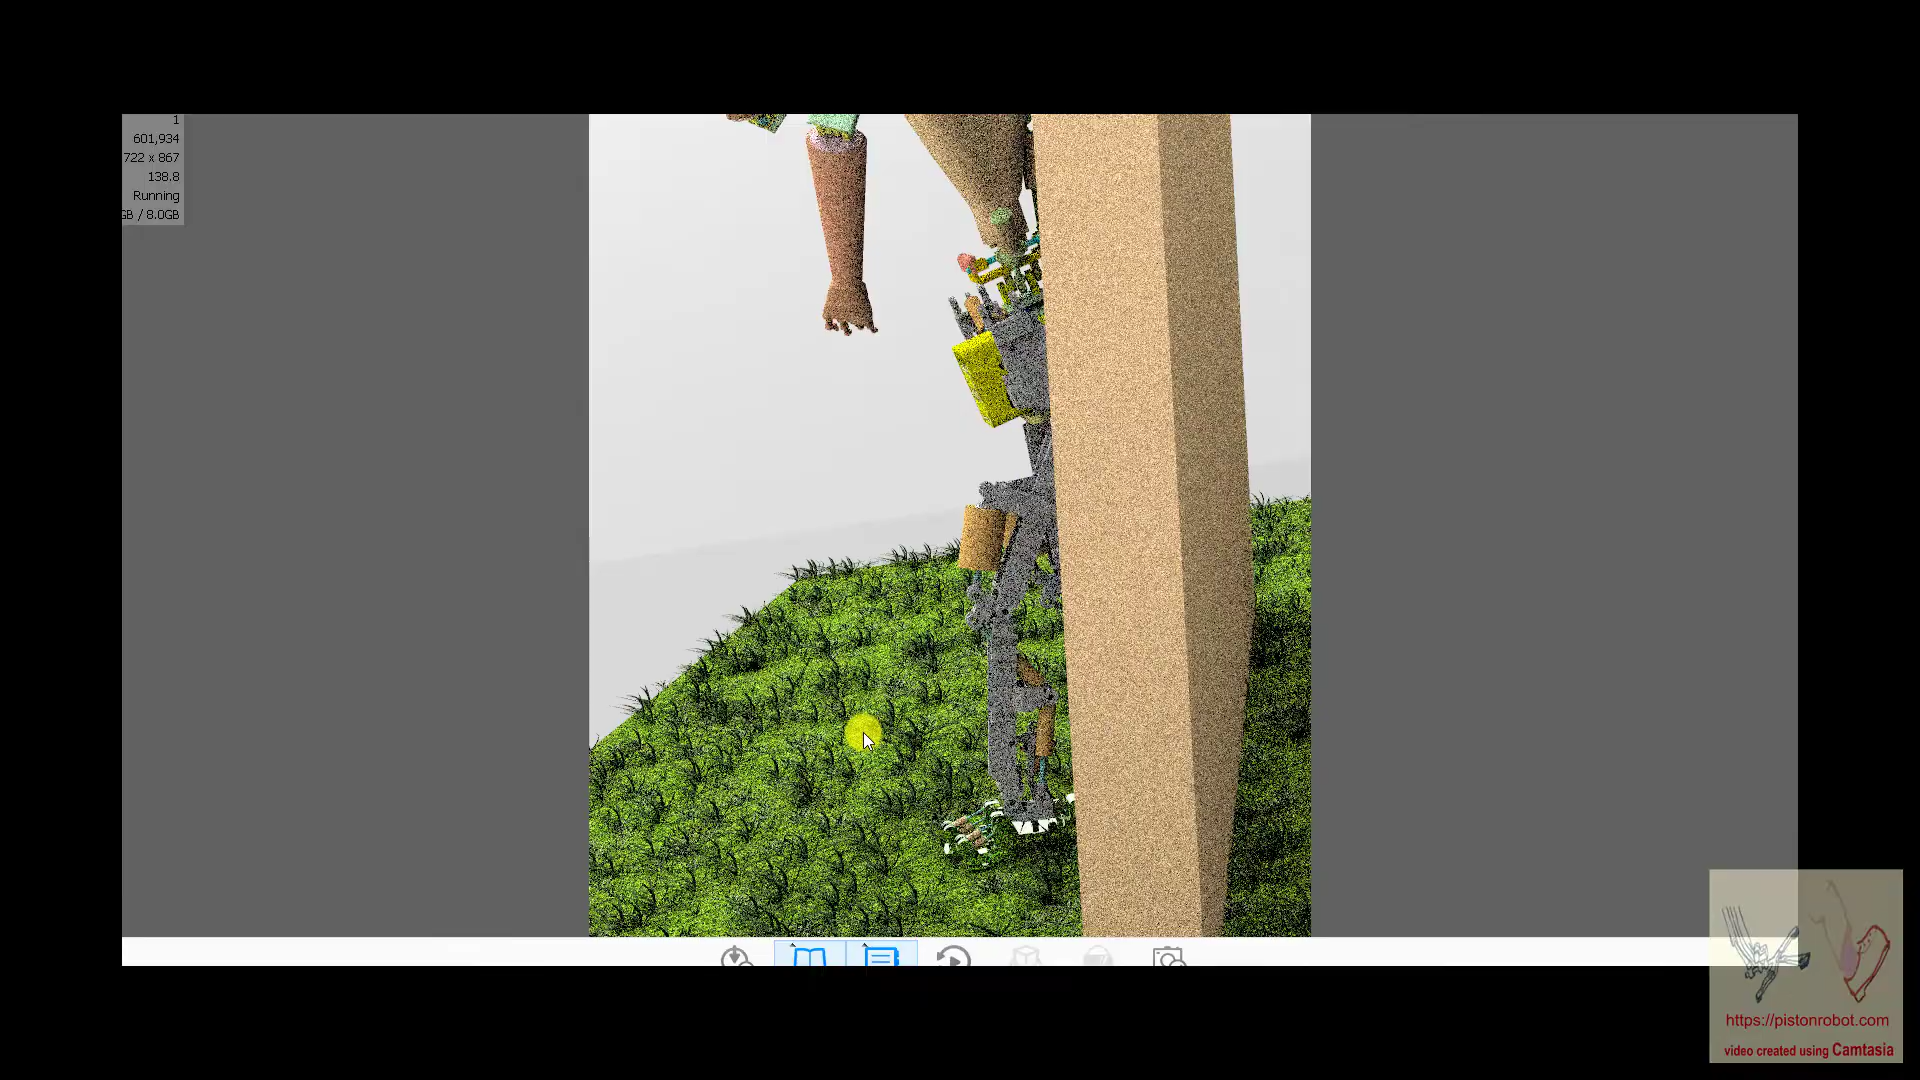 1
601,934
722 x 867
138.8
Running
GB / 8.0GB
https://pistonrobot.com
video created using Camtasia